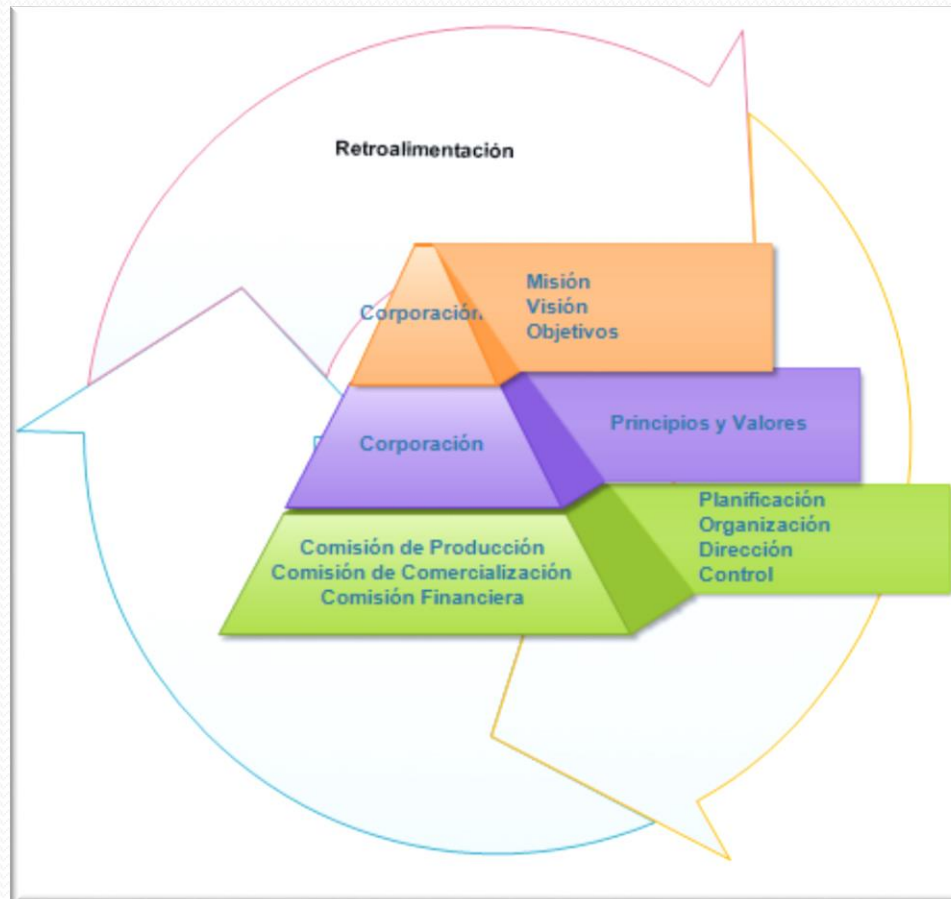 Retroalimentación
Corporación
Misión
Visión
Objetivos
Corporación
Principios y Valores
Comisión de Producción
Comisión de Comercialización
Comisión Financiera
Planificación
Organización
Dirección
Control